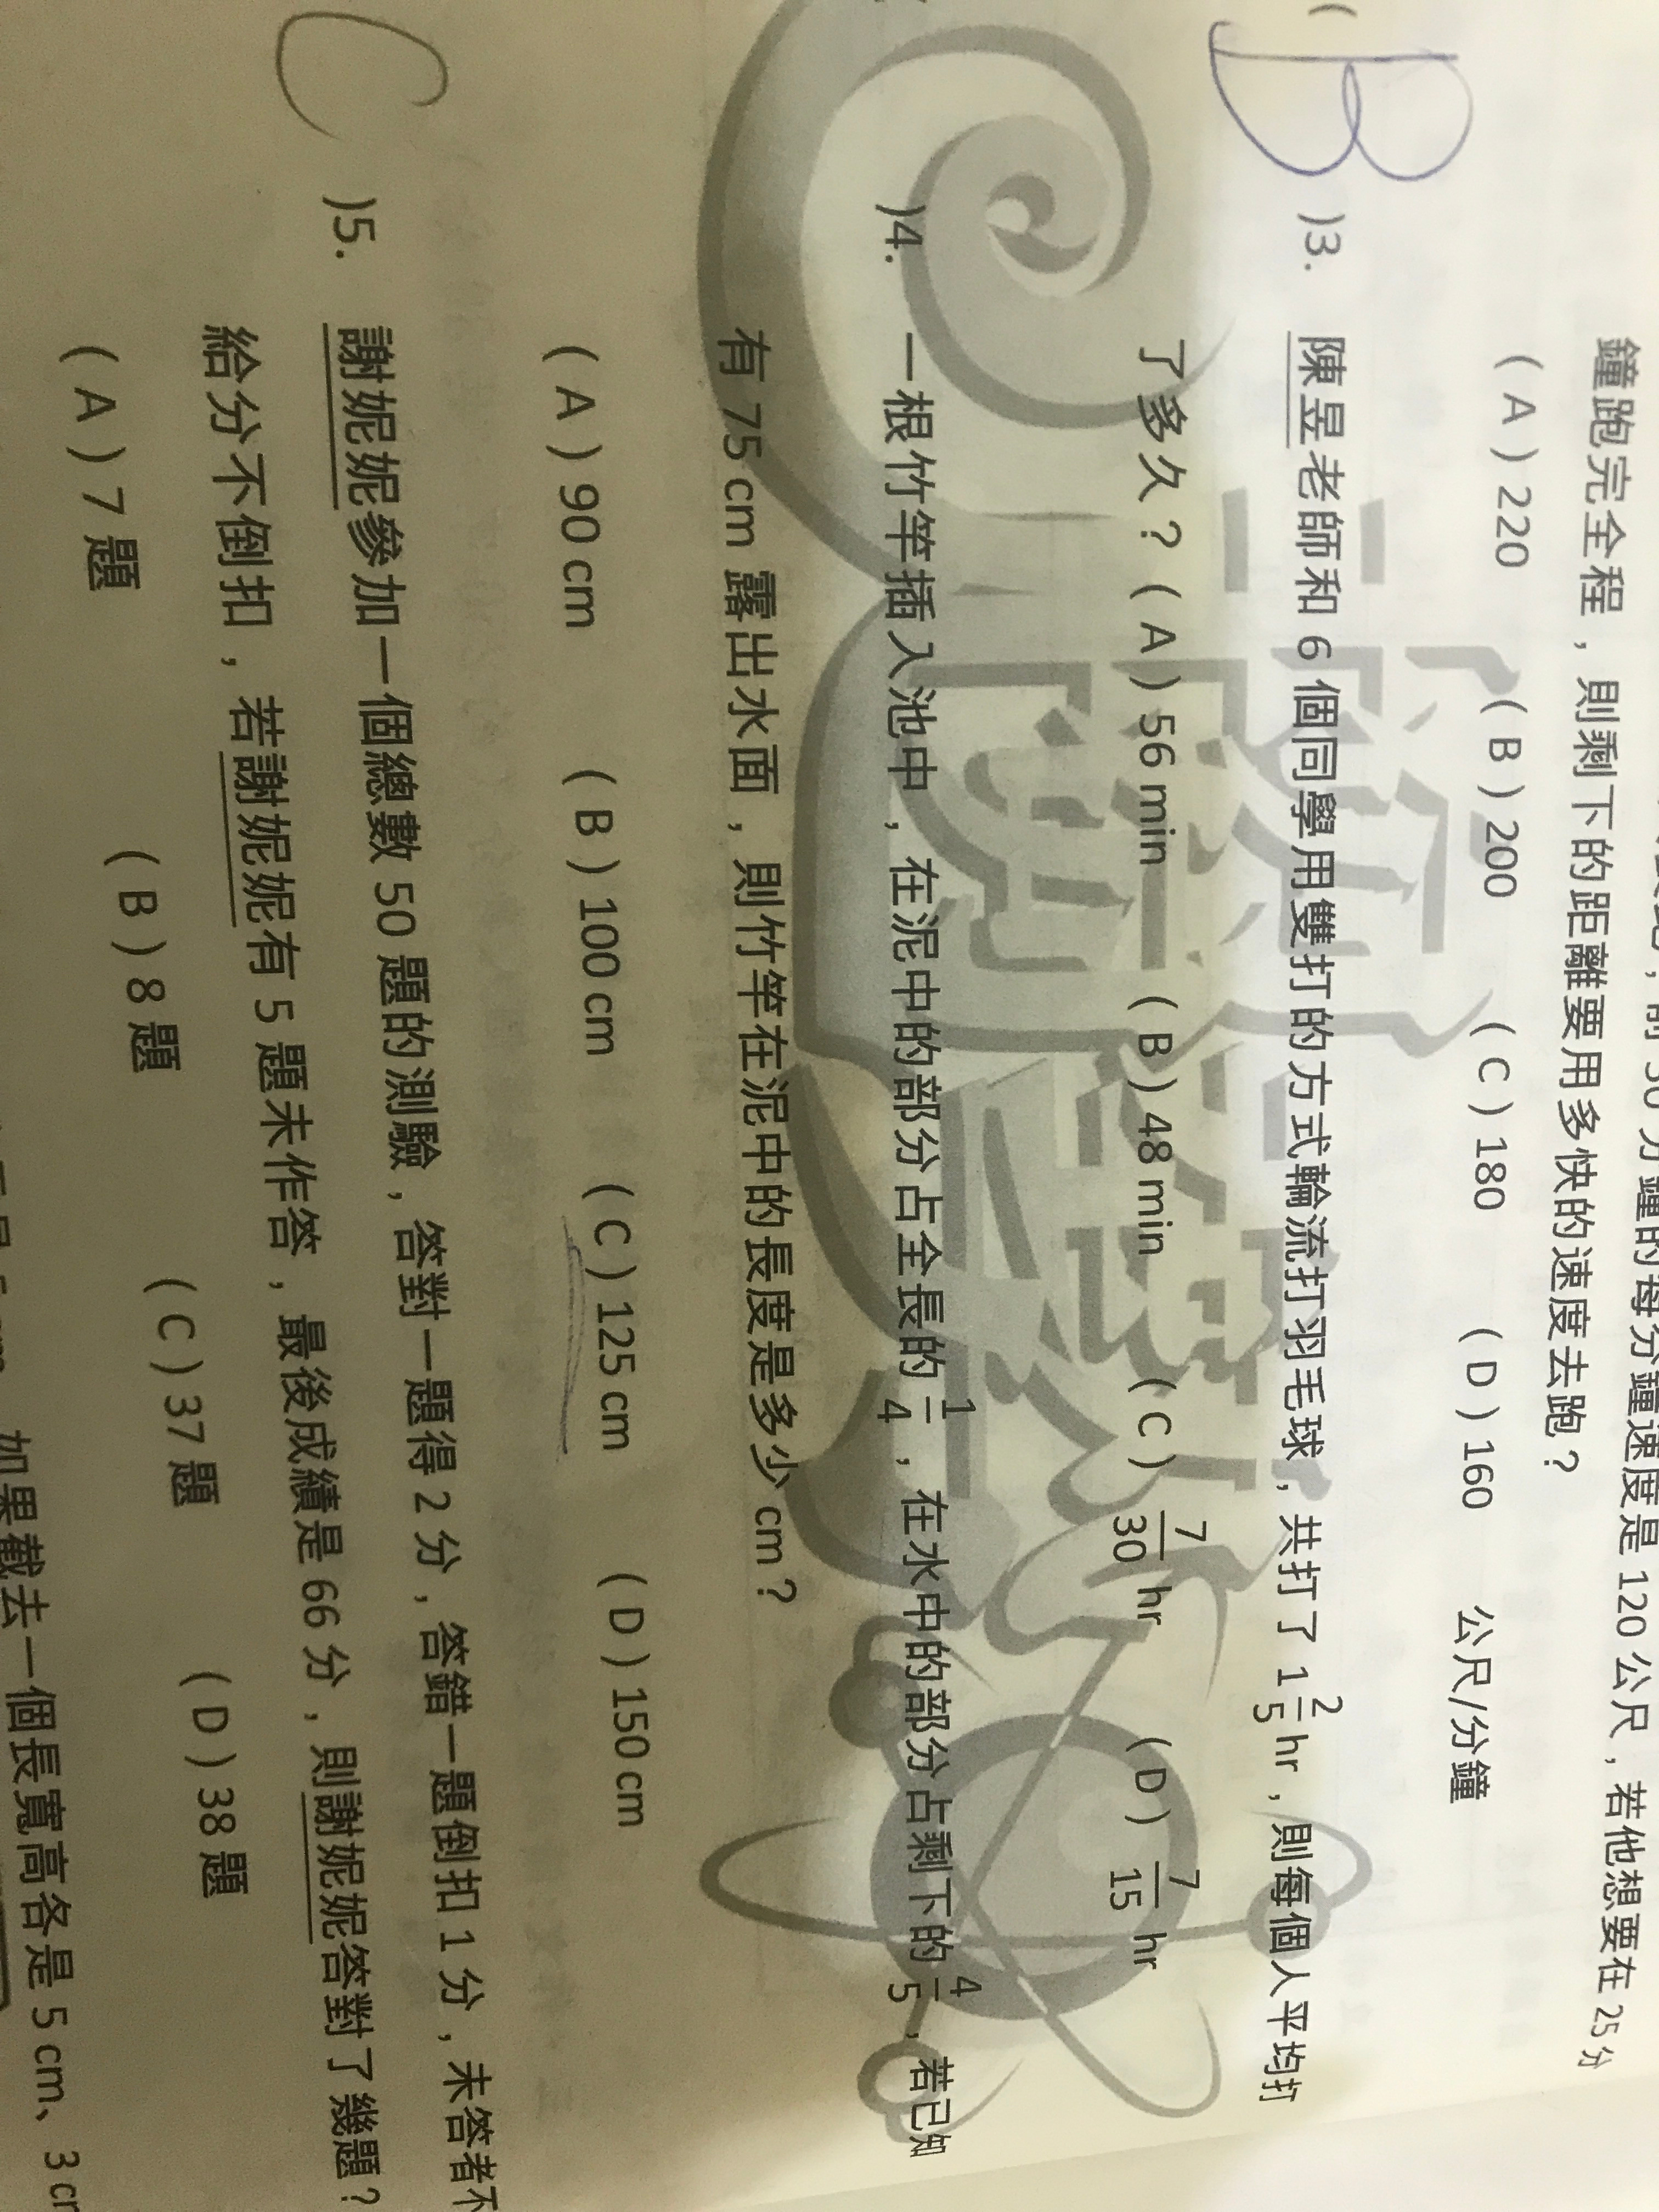 鐘跑完全程，則剩下的距離要用多快的速度去跑？
(A) 220 (B) 200 (C) 180 (D) 160 公尺/分鐘
( B )3. 陳昱老師和 6 個同學用雙打的方式輪流打羽毛球，共打了 1 2/5 hr，則每個人平均打
了多久？(A) 56 min (B) 48 min (C) 7/30 hr (D) 7/15 hr
)4. 一根竹竿插入池中，在泥中的部分占全長的 1/4，在水中的部分占剩下的 4/5，若已知
有 75 cm 露出水面，則竹竿在泥中的長度是多少 cm？
(A) 90 cm (B) 100 cm (C) 125 cm (D) 150 cm
C )5. 謝妮妮參加一個總數 50 題的測驗，答對一題得 2 分，答錯一題倒扣 1 分，未答者不
給分不倒扣，若謝妮妮有 5 題未作答，最後成績是 66 分，則謝妮妮答對了幾題？
(A) 7 題 (B) 8 題 (C) 37 題 (D) 38 題
如果截去一個長寬高各是 5 cm、3 cm